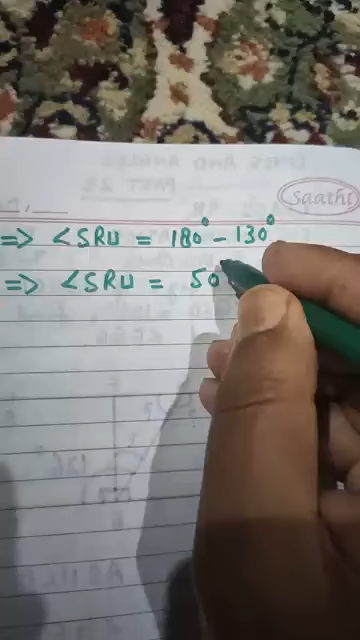 Saathi
=> ∠SRU = 180° - 130°
=> ∠SRU = 50